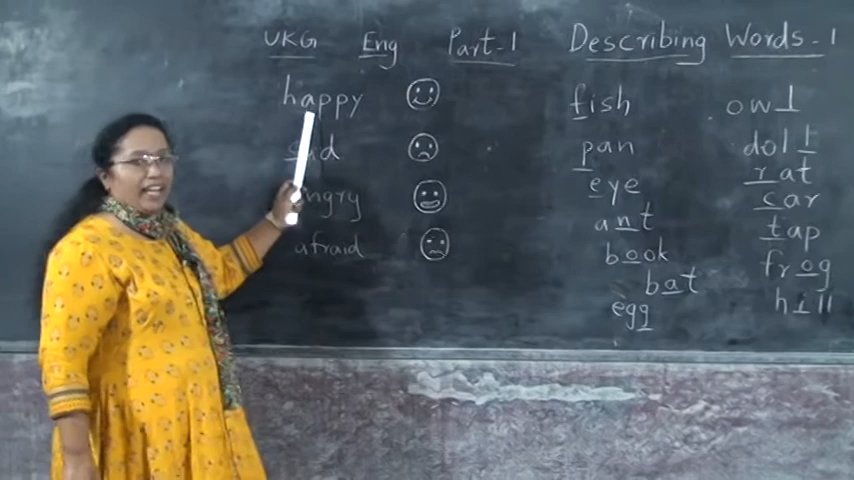 UKG Eng Part-1 Describing Words-1
happy
angry
afraid
fish
pan
eye
ant
book
bat
egg
owl
doll
rat
car
tap
frog
hill